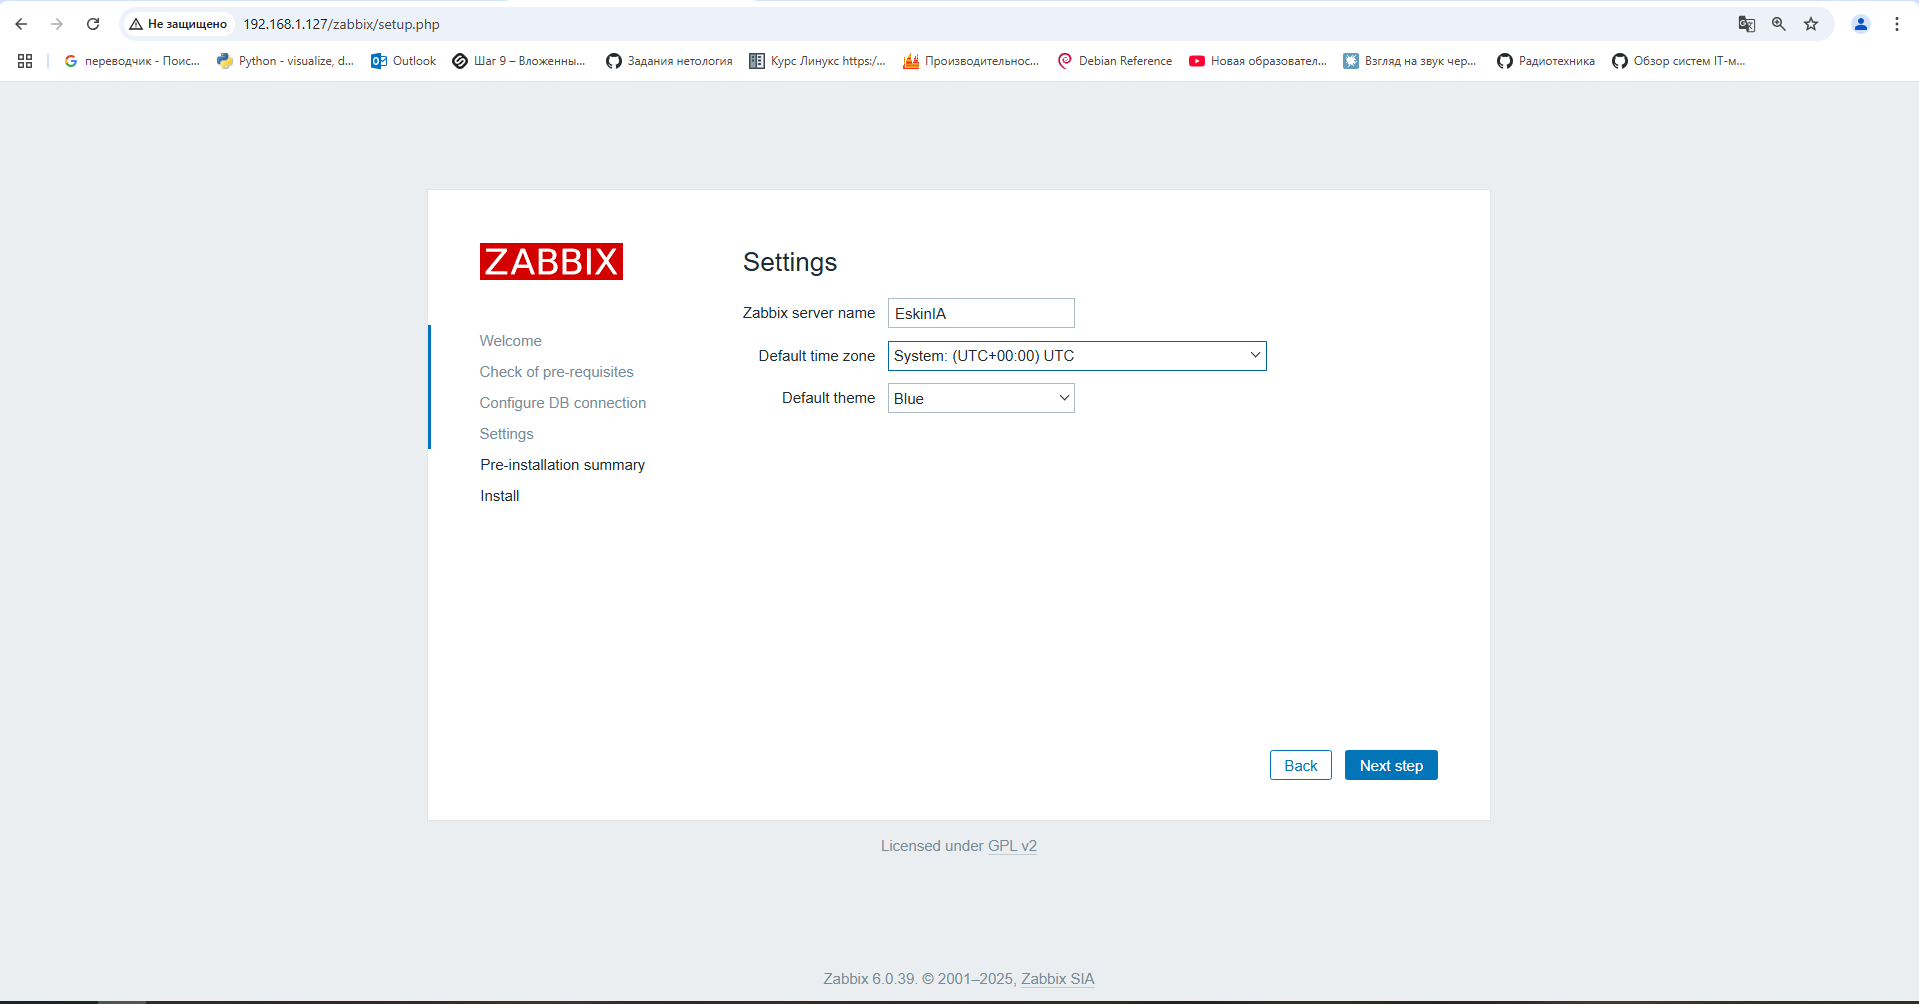 Не защищено 192.168.1.127/zabbix/setup.php
переводчик - Поис... Python - visualize, d... Outlook Шаг 9 – Вложенны... Задания нетология Курс Линукс https:/... Производительнос... Debian Reference Новая образовател... Взгляд на звук чер... Радиотехника Обзор систем IT-м...
ZABBIX
Welcome
Check of pre-requisites
Configure DB connection
Settings
Pre-installation summary
Install
Settings
Zabbix server name EskinIA
Default time zone System: (UTC+00:00) UTC
Default theme Blue
Back Next step
Licensed under GPL v2
Zabbix 6.0.39. © 2001–2025, Zabbix SIA